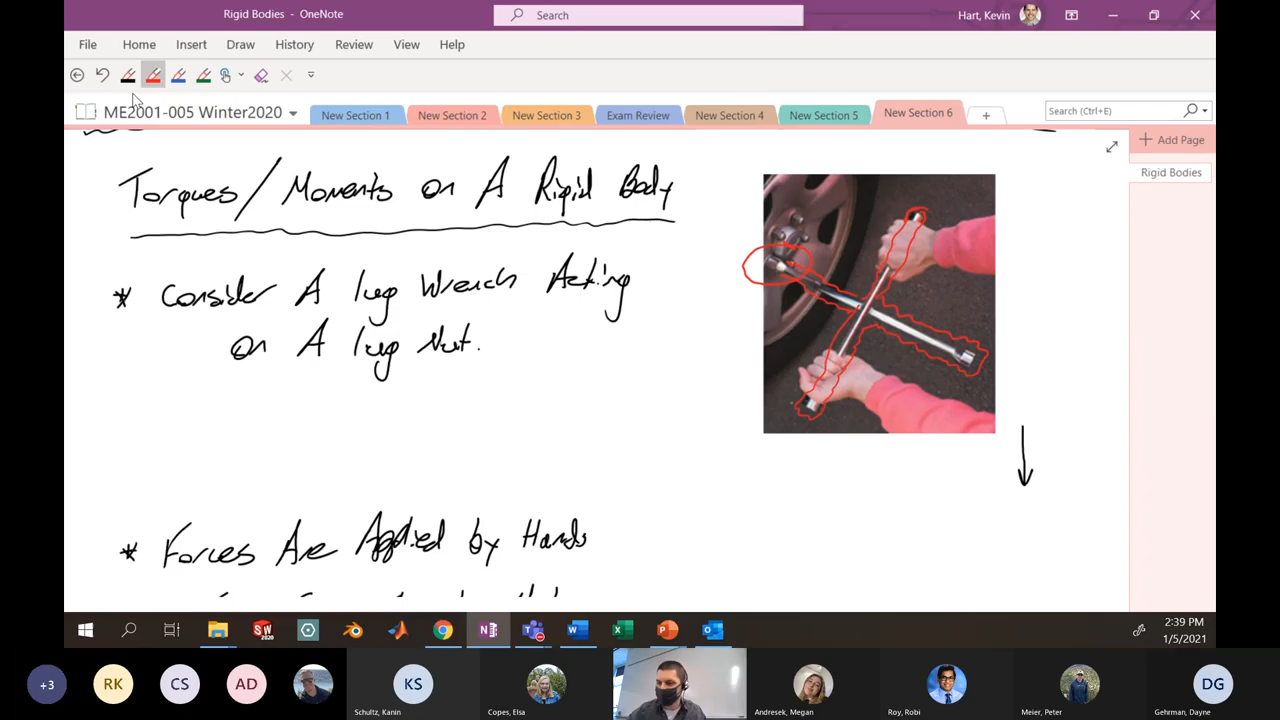 Rigid Bodies - OneNote
Search
Hart, Kevin
File Home Insert Draw History Review View Help
ME2001-005 Winter2020
New Section 1 New Section 2 New Section 3 Exam Review New Section 4 New Section 5 New Section 6
Search (Ctrl+E)
Add Page
Rigid Bodies
Torques/Moments on A Rigid Body
* Consider A lug Wrench Acting
on A lug Nut.
* Forces Are Applied by Hands
SW
2020
2:39 PM
1/5/2021
+3 RK CS AD KS DG
Schultz, Kanin Copes, Elsa Andresek, Megan Roy, Robi Meier, Peter Gehrman, Dayne